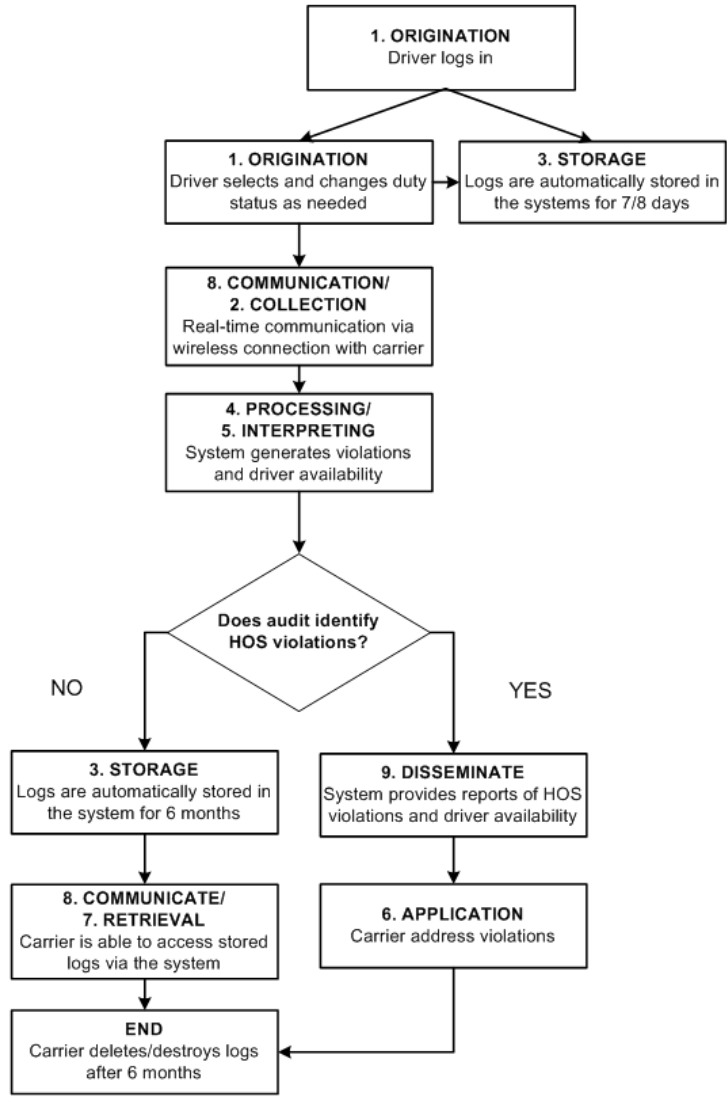 1. ORIGINATION
Driver logs in
1. ORIGINATION
Driver selects and changes duty
status as needed
3. STORAGE
Logs are automatically stored in
the systems for 7/8 days
8. COMMUNICATION/
2. COLLECTION
Real-time communication via
wireless connection with carrier
4. PROCESSING/
5. INTERPRETING
System generates violations
and driver availability
Does audit identify
HOS violations?
NO
YES
3. STORAGE
Logs are automatically stored in
the system for 6 months
9. DISSEMINATE
System provides reports of HOS
violations and driver availability
8. COMMUNICATE/
7. RETRIEVAL
Carrier is able to access stored
logs via the system
6. APPLICATION
Carrier address violations
END
Carrier deletes/destroys logs
after 6 months